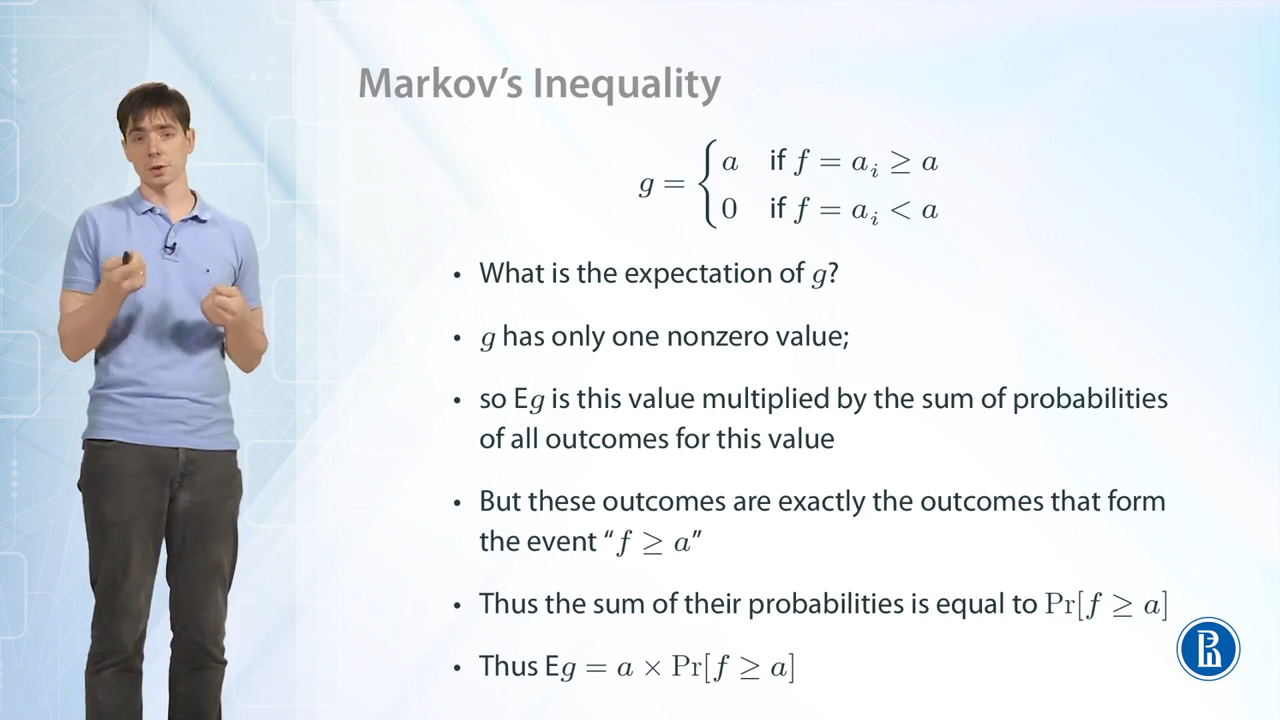 Markov's Inequality
g = { a if f = aᵢ ≥ a
0 if f = aᵢ < a
• What is the expectation of g?
• g has only one nonzero value;
• so Eg is this value multiplied by the sum of probabilities
of all outcomes for this value
• But these outcomes are exactly the outcomes that form
the event “f ≥ a”
• Thus the sum of their probabilities is equal to Pr[f ≥ a]
• Thus Eg = a × Pr[f ≥ a]